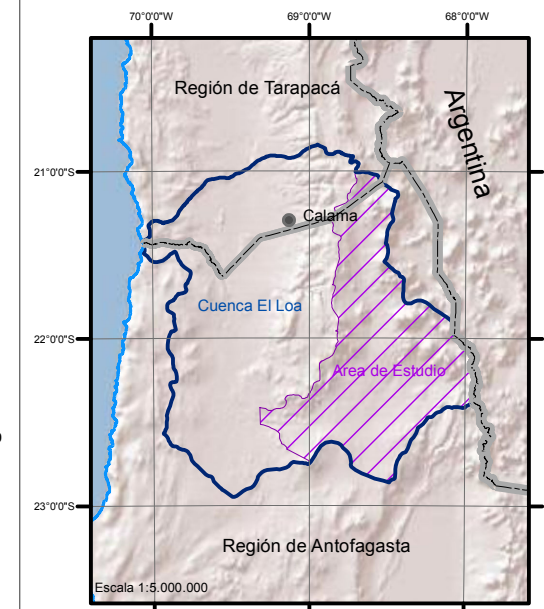 70°0'0"W
69°0'0"W
68°0'0"W
Región de Tarapacá
Argentina
21°0'0"S
Calama
Cuenca El Loa
22°0'0"S
Area de Estudio
23°0'0"S
Región de Antofagasta
Escala 1:5.000.000